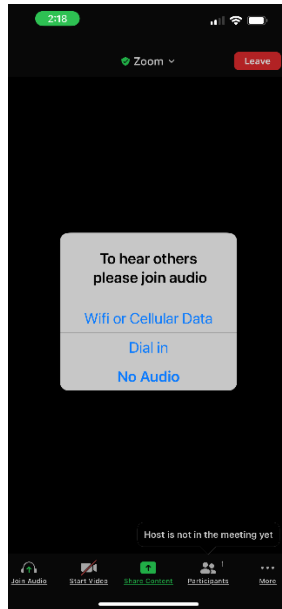 2:18
Zoom
Leave
To hear others
please join audio
Wifi or Cellular Data
Dial in
No Audio
Host is not in the meeting yet
1
Join Audio Start Video Share Content Participants More